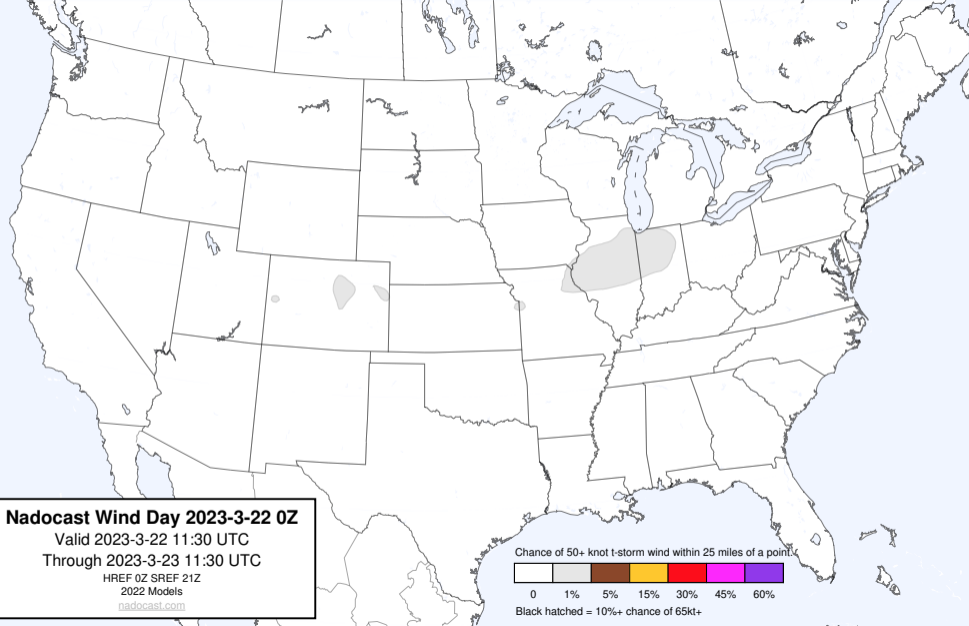 Nadocast Wind Day 2023-3-22 0Z
Valid 2023-3-22 11:30 UTC
Through 2023-3-23 11:30 UTC
HREF 0Z SREF 21Z
2022 Models
nadocast.com
Chance of 50+ knot t-storm wind within 25 miles of a point.
0 1% 5% 15% 30% 45% 60%
Black hatched = 10%+ chance of 65kt+